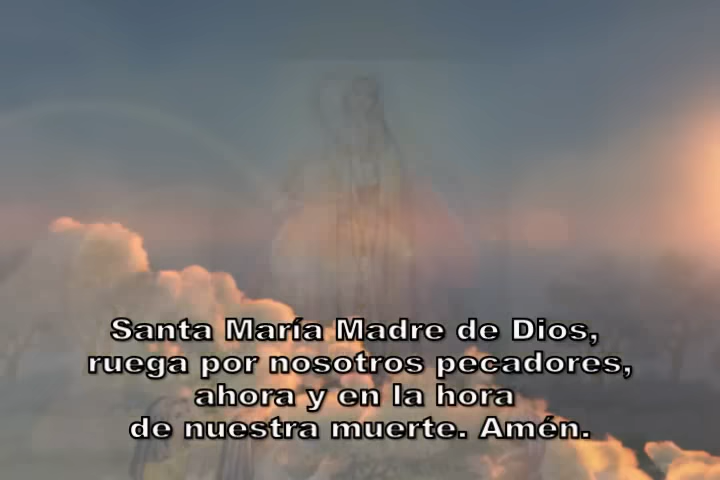 Santa María Madre de Dios,
ruega por nosotros pecadores,
ahora y en la hora
de nuestra muerte. Amén.